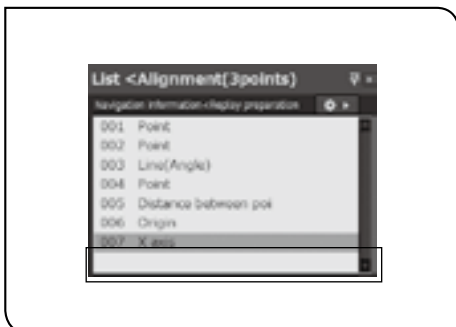 List <Alignment(3points)
Navigation information display preparation
001 Point
002 Point
003 Line(Angle)
004 Point
005 Distance between poi
006 Origin
007 X axis